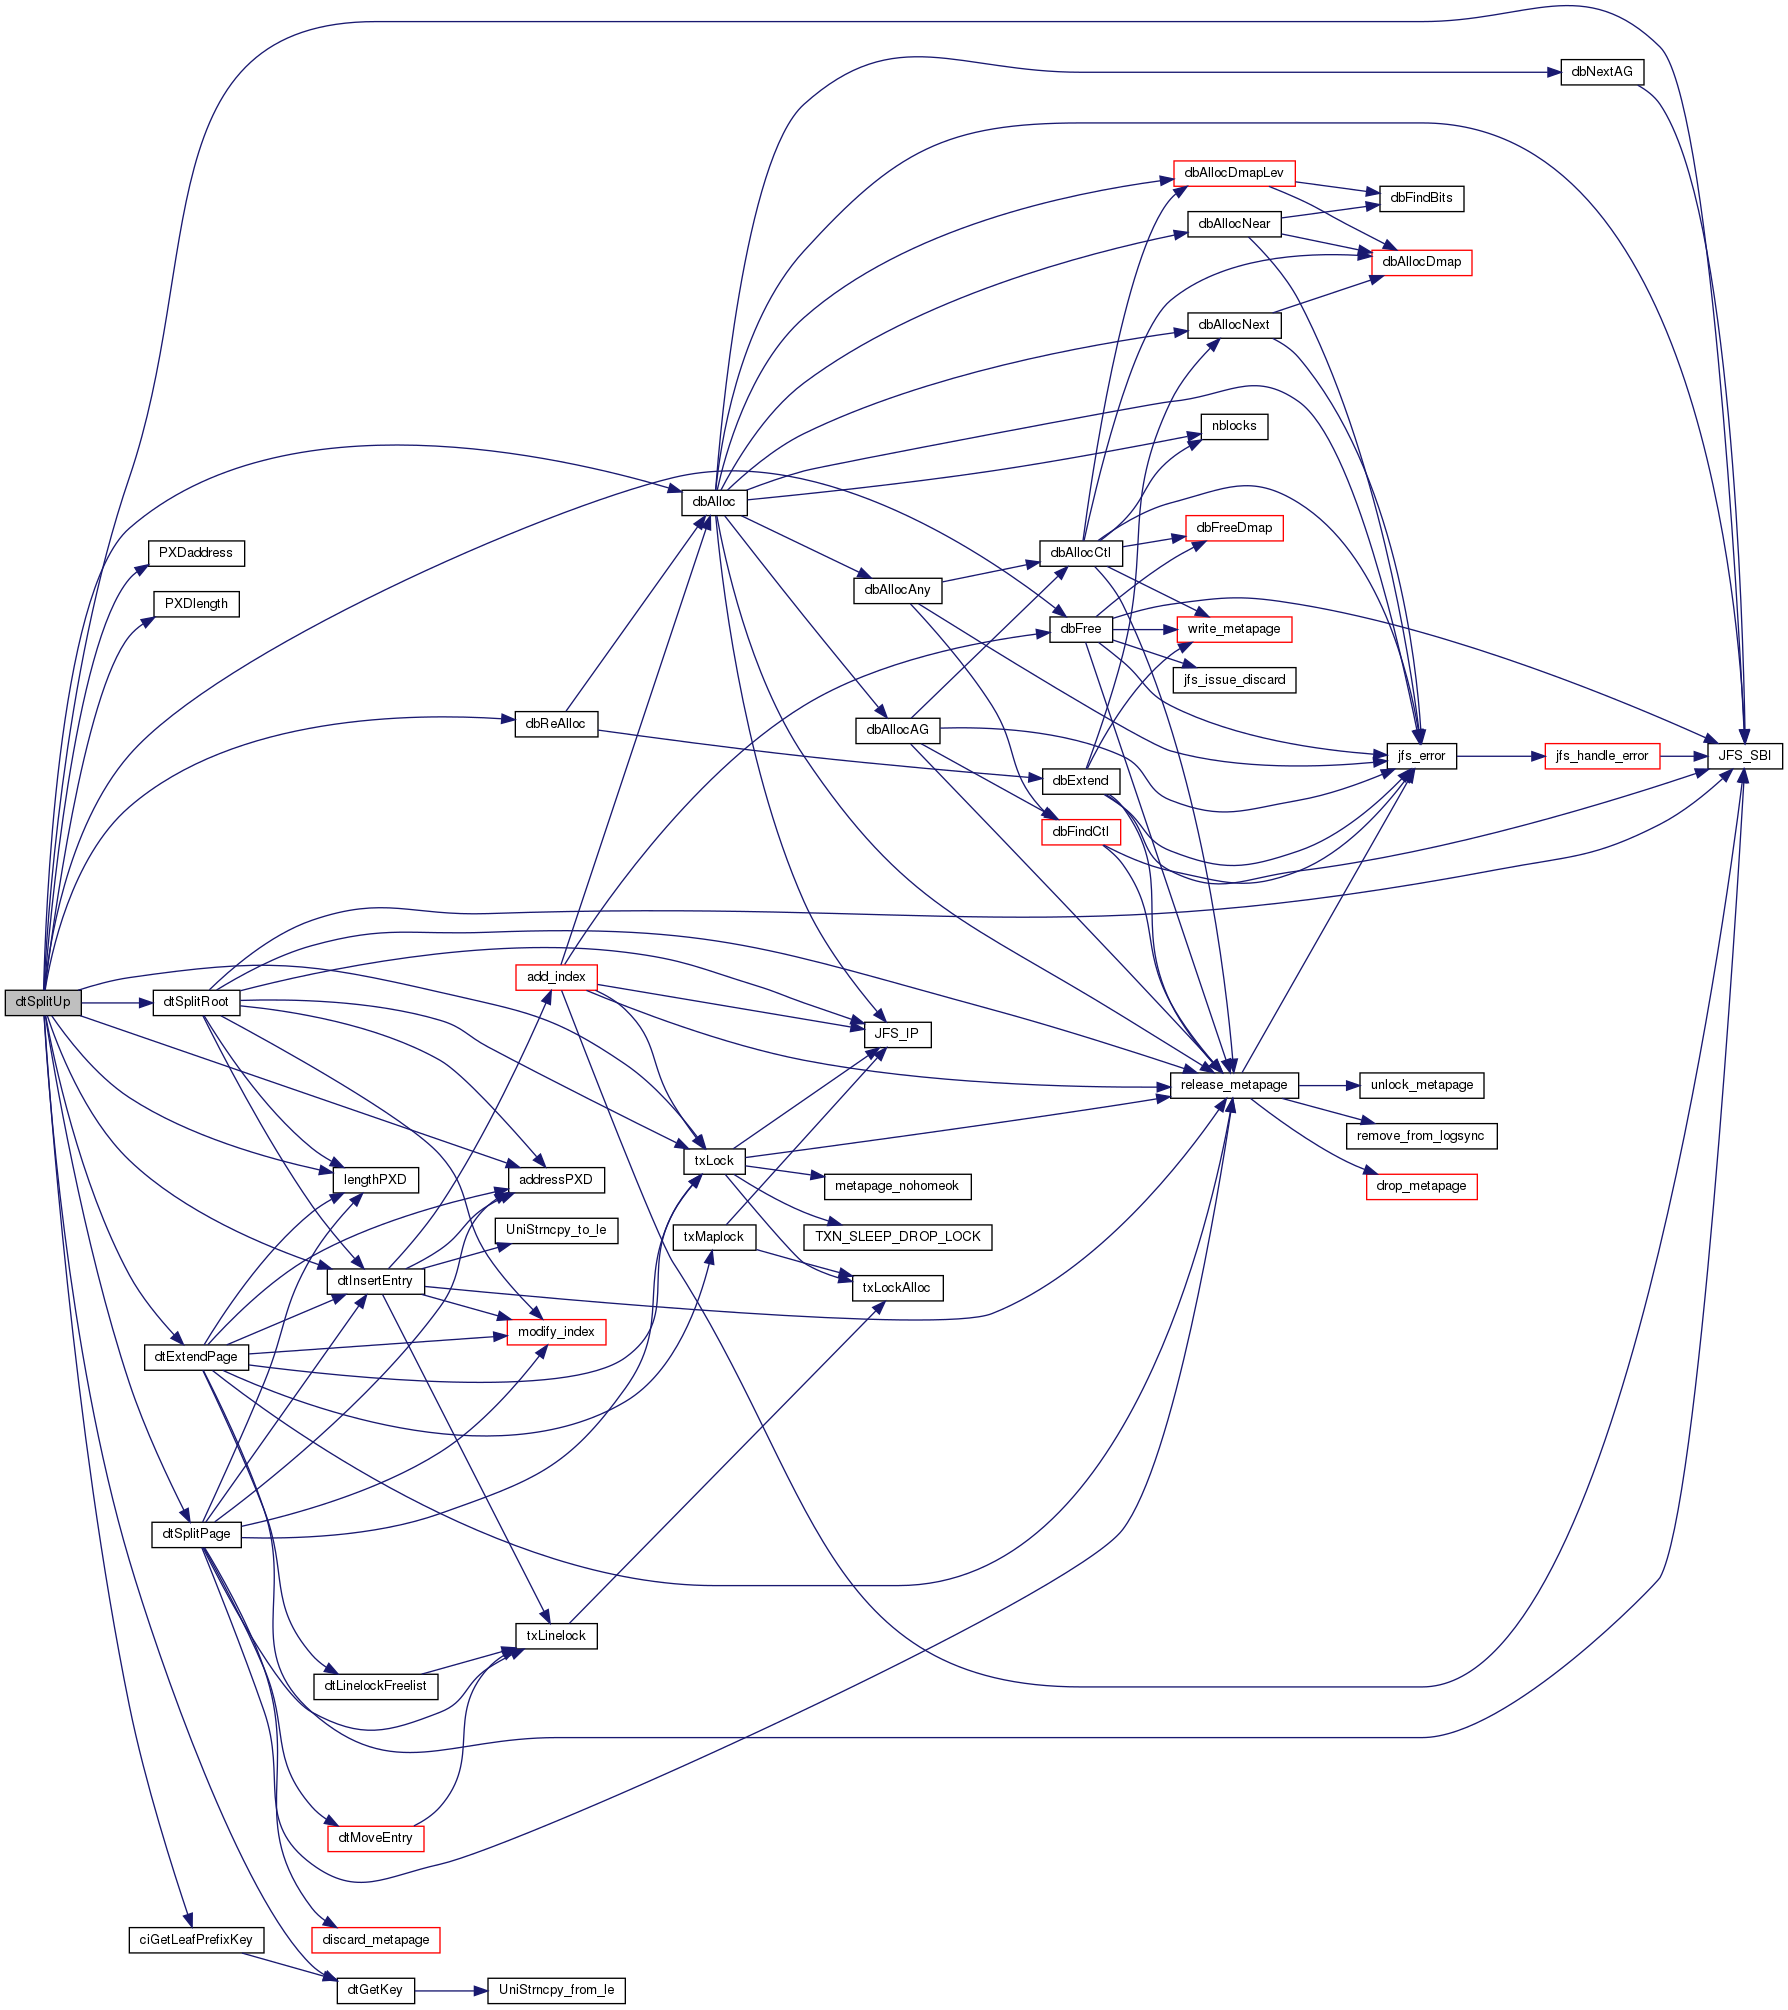 dbNextAG
dbAllocDmapLev
dbFindBits
dbAllocNear
dbAllocDmap
dbAllocNext
nblocks
dbAlloc
dbFreeDmap
PXDaddress
dbAllocCtl
dbAllocAny
PXDlength
dbFree
write_metapage
jfs_issue_discard
dbReAlloc
dbAllocAG
jfs_error
jfs_handle_error
JFS_SBI
dbExtend
dbFindCtl
add_index
dtSplitUp
dtSplitRoot
JFS_IP
release_metapage
unlock_metapage
remove_from_logsync
txLock
lengthPXD
addressPXD
metapage_nohomeok
drop_metapage
UniStrncpy_to_le
txMaplock
TXN_SLEEP_DROP_LOCK
dtInsertEntry
txLockAlloc
modify_index
dtExtendPage
dtSplitPage
txLinelock
dtLinelockFreelist
dtMoveEntry
ciGetLeafPrefixKey
discard_metapage
dtGetKey
UniStrncpy_from_le